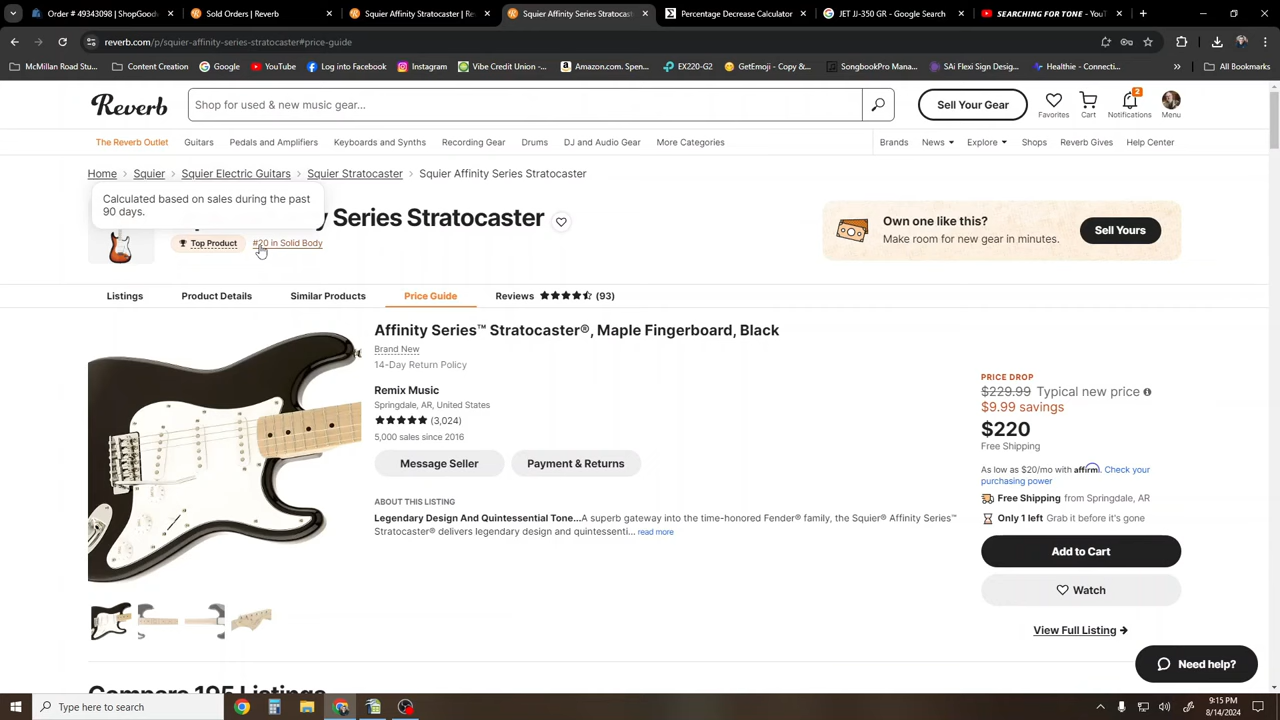 Order # 49343098 | ShopGood
Sold Orders
Squier Affinity Stratocaster | Re
Squier Affinity Series Stratocast
Percentage Decrease Calculator
JET JJ-350 GR - Google Search
SEARCHING FOR TONE - YouT
reverb.com/p/squier-affinity-series-stratocaster#price-guide
McMillan Road Stu...
Google
YouTube
Log into Facebook
Instagram
Vibe Unlimited
Amazon.com. Spen...
EX220-G2
GetEmoji - Copy &...
SongbookPro Mana...
SAi Flexi Sign Desig...
Amazing Slow Do...
Reverb
Shop for used & new music gear...
Sell Your Gear
Favorites
Cart
2
Notifications
Menu
The Reverb Outlet
Guitars
Pedals and Amplifiers
Keyboards and Synths
Recording Gear
Drums
DJ and Audio Gear
More Categories
Brands
News
Explore
Shops
Reverb Gives
Help Center
Home > Squier > Squier Electric Guitars > Squier Stratocaster > Squier Affinity Series Stratocaster
Calculated based on sales during the past
90 days.
Series Stratocaster
Top Product
#20 in Solid Body
Own one like this?
Make room for new gear in minutes.
Sell Yours
Listings
Product Details
Similar Products
Price Guide
Reviews
(93)
Affinity Series™ Stratocaster®, Maple Fingerboard, Black
Brand New
14-Day Return Policy
Remix Music
Springdale, AR, United States
(3,024)
5,000 sales since 2016
Message Seller
Payment & Returns
ABOUT THIS LISTING
Legendary Design And Quintessential Tone...A superb gateway into the time-honored Fender® family, the Squier® Affinity Series™
Stratocaster® delivers legendary design and quintessenti... read more
PRICE DROP
$229.99 Typical new price
$9.99 savings
$220
Free Shipping
As low as $20/mo with affirm. Check your
purchasing power
Free Shipping from Springdale, AR
Only 1 left Grab it before it's gone
Add to Cart
Watch
View Full Listing
Need help?
Compare 195 Listings
Type here to search
9:15 PM
8/14/2024